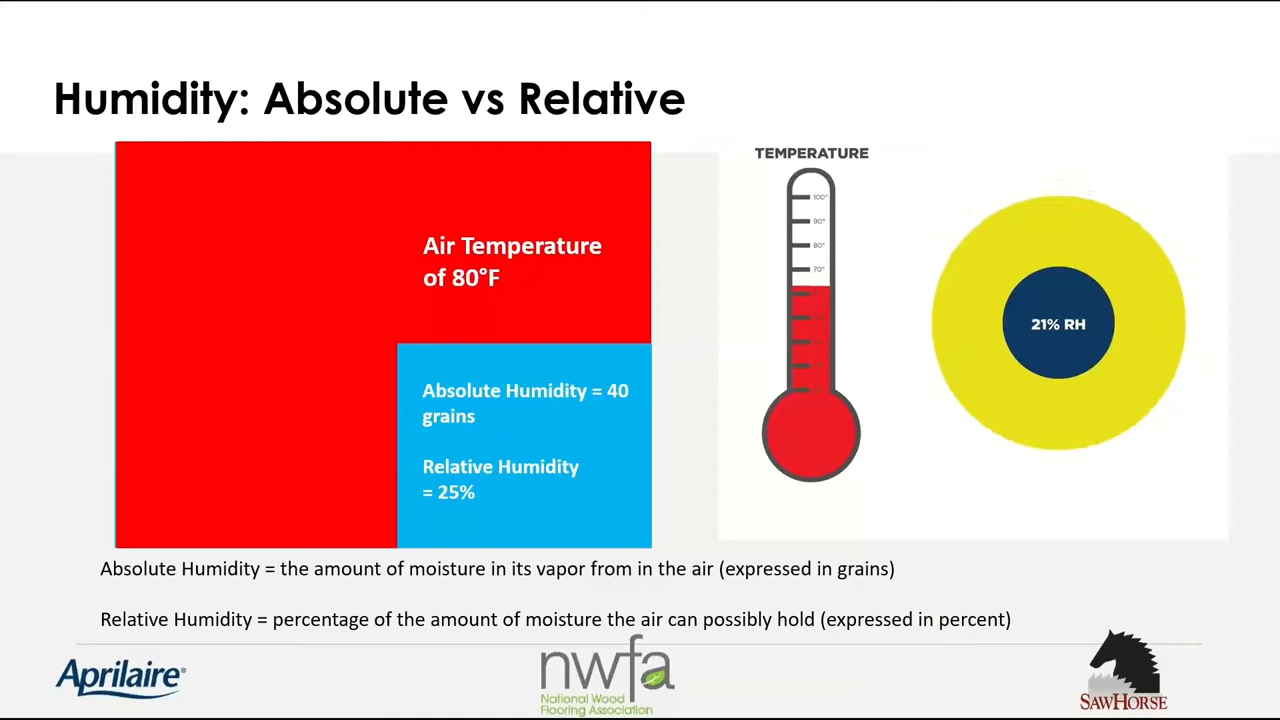 Humidity: Absolute vs Relative
Air Temperature
of 80°F
Absolute Humidity = 40
grains
Relative Humidity
= 25%
TEMPERATURE
100°
90°
80°
70°
21% RH
Absolute Humidity = the amount of moisture in its vapor from in the air (expressed in grains)
Relative Humidity = percentage of the amount of moisture the air can possibly hold (expressed in percent)
Aprilaire®
nwfa
National Wood
Flooring Association
SAWHORSE